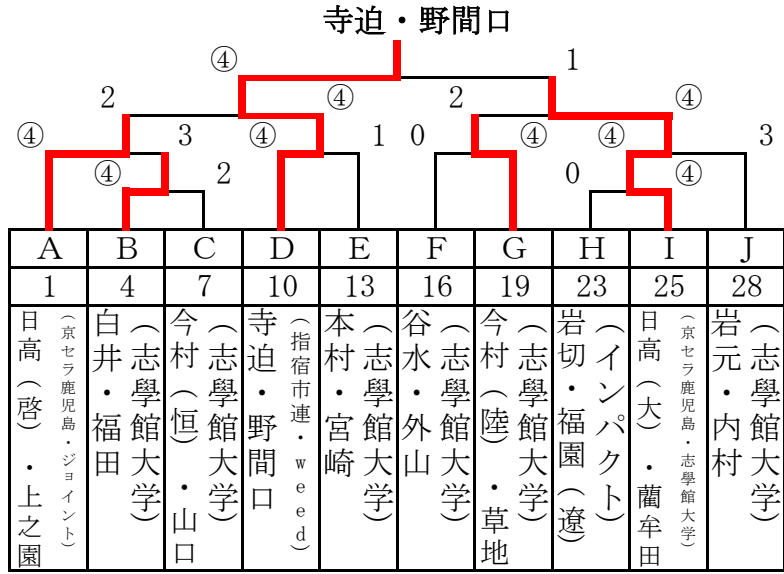 寺迫・野間口
④ 1
2 ④ 2 ④
④ 3 ④ 1 0 ④ ④ 3
④ 2 0 ④
A B C D E F G H I J
1 4 7 10 13 16 19 23 25 28
日高（啓）・上之園
（京セラ鹿児島・ジョイント）
白井・福田
（志學館大学）
今村（恒）・山口
（志學館大学）
寺迫・野間口
（指宿市連・weed）
本村・宮崎
（志學館大学）
谷水・外山
（志學館大学）
今村（陸）・草地
（志學館大学）
岩切・福園（遼）
（インパクト）
日高（大）・藺牟田
（京セラ鹿児島・志學館大学）
岩元・内村
（志學館大学）